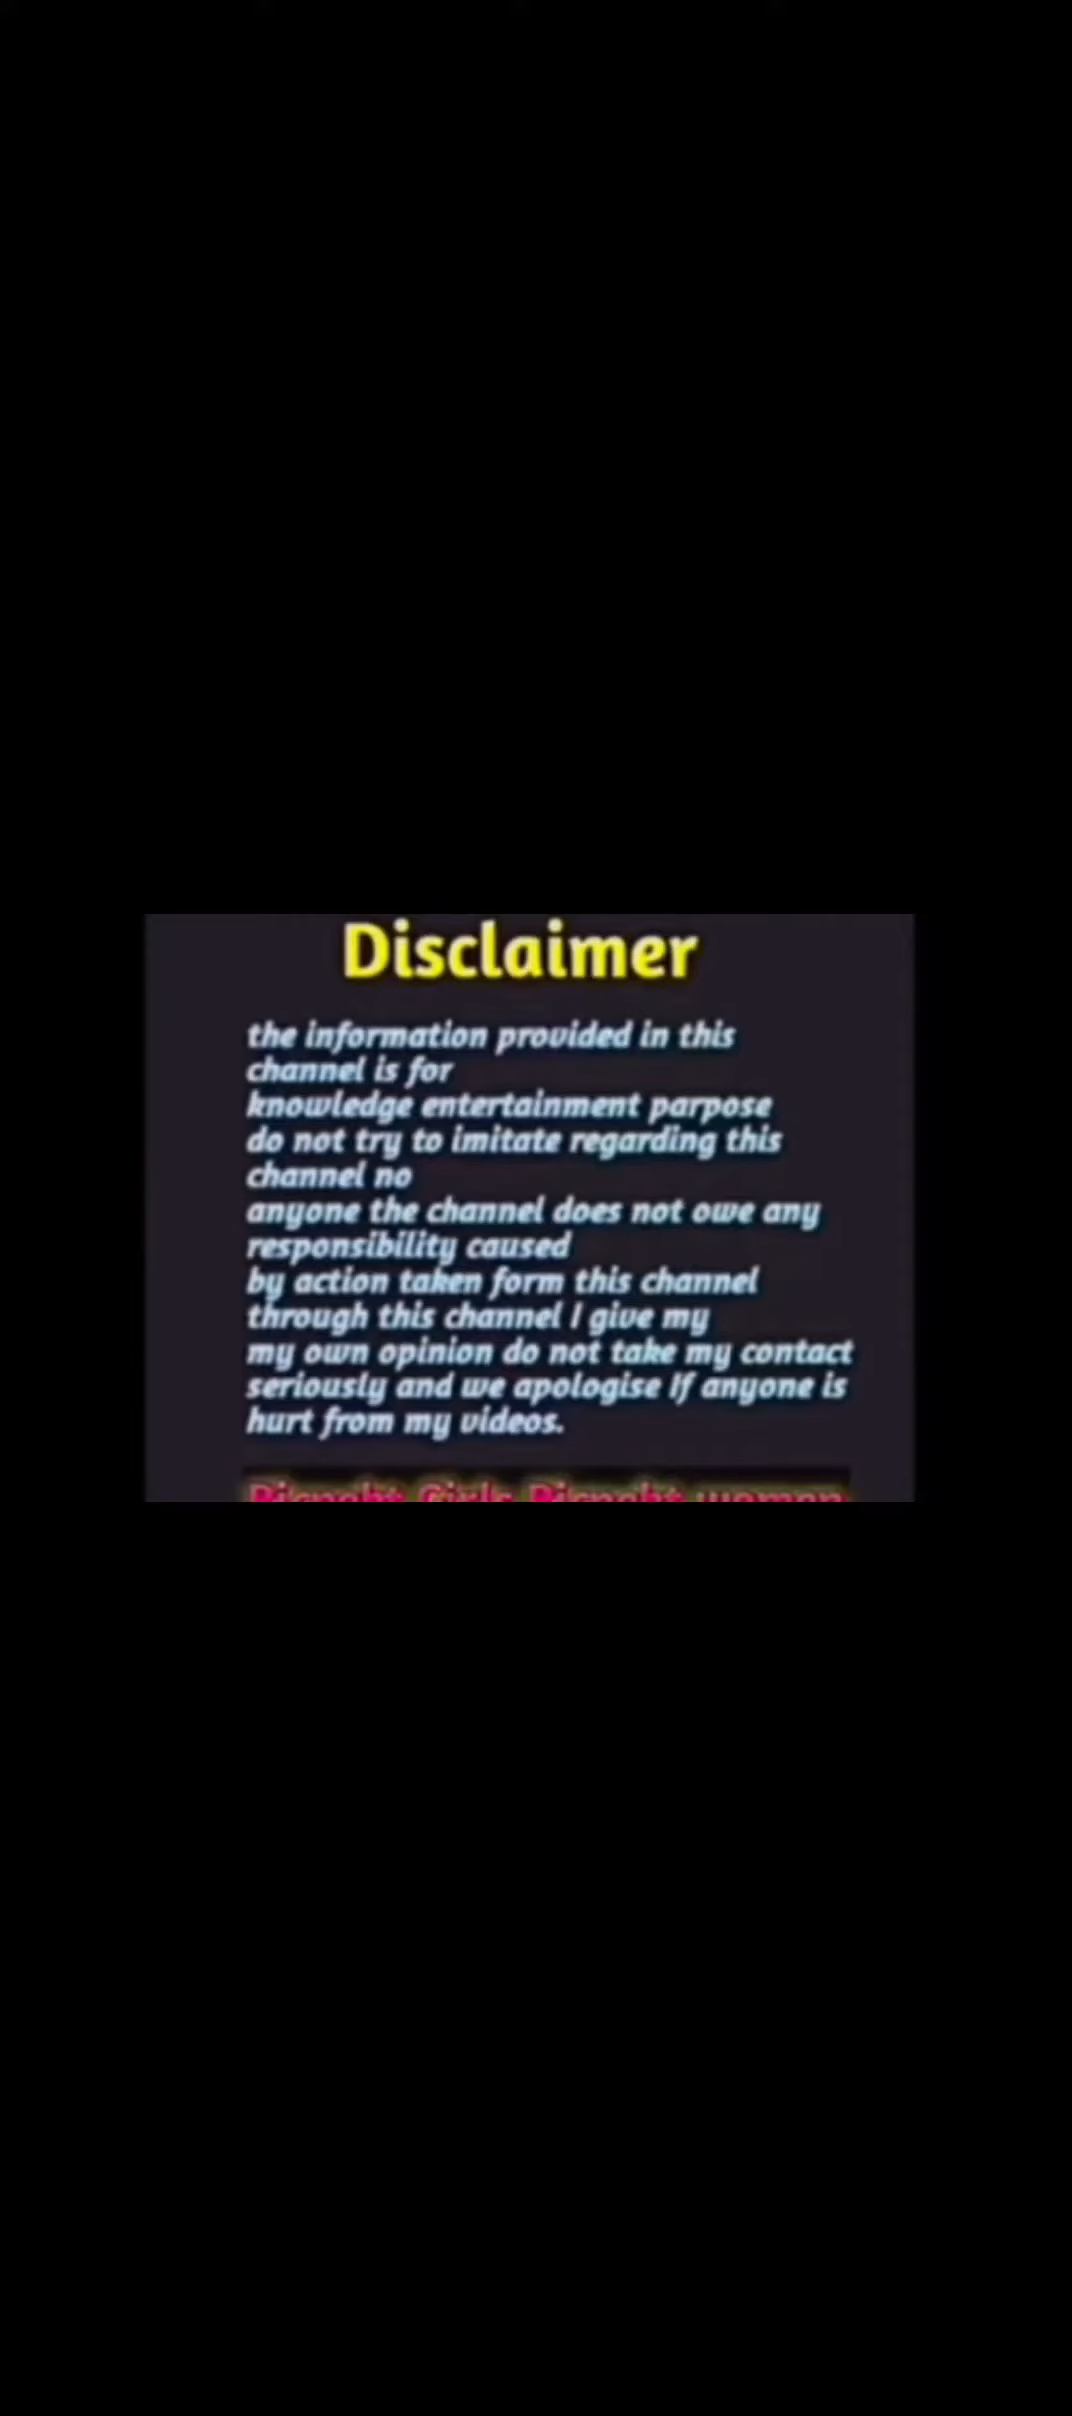 Disclaimer
the information provided in this
channel is for
knowledge entertainment parpose
do not try to imitate regarding this
channel no
anyone the channel does not owe any
responsibility caused
by action taken form this channel
through this channel I give my
my own opinion do not take my contact
seriously and we apologise If anyone is
hurt from my videos.
Girls woman